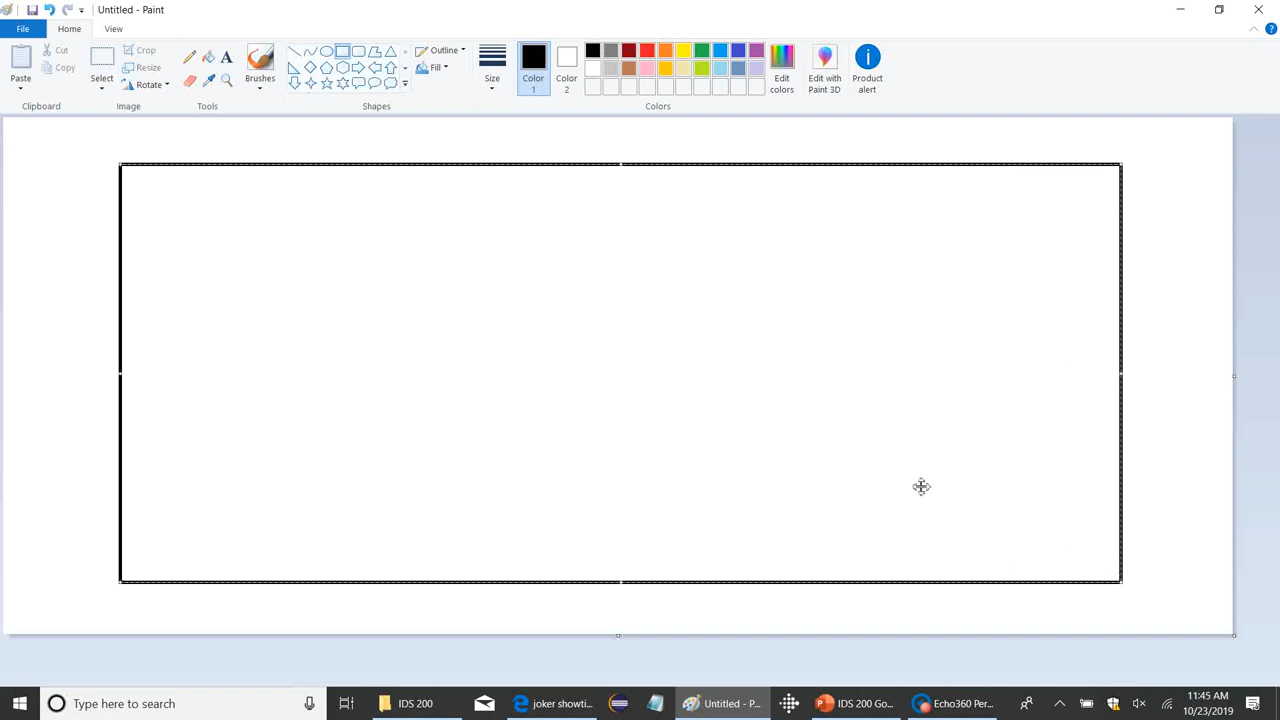 Untitled - Paint
File
Home
View
Paste
Cut
Copy
Clipboard
Select
Crop
Resize
Rotate
Image
Tools
Brushes
Shapes
Outline
Fill
Size
Color
1
Color
2
Colors
Edit
colors
Edit with
Paint 3D
Product
alert
Type here to search
IDS 200
joker showti...
Untitled - P...
IDS 200 Go...
Echo360 Per...
11:45 AM
10/23/2019